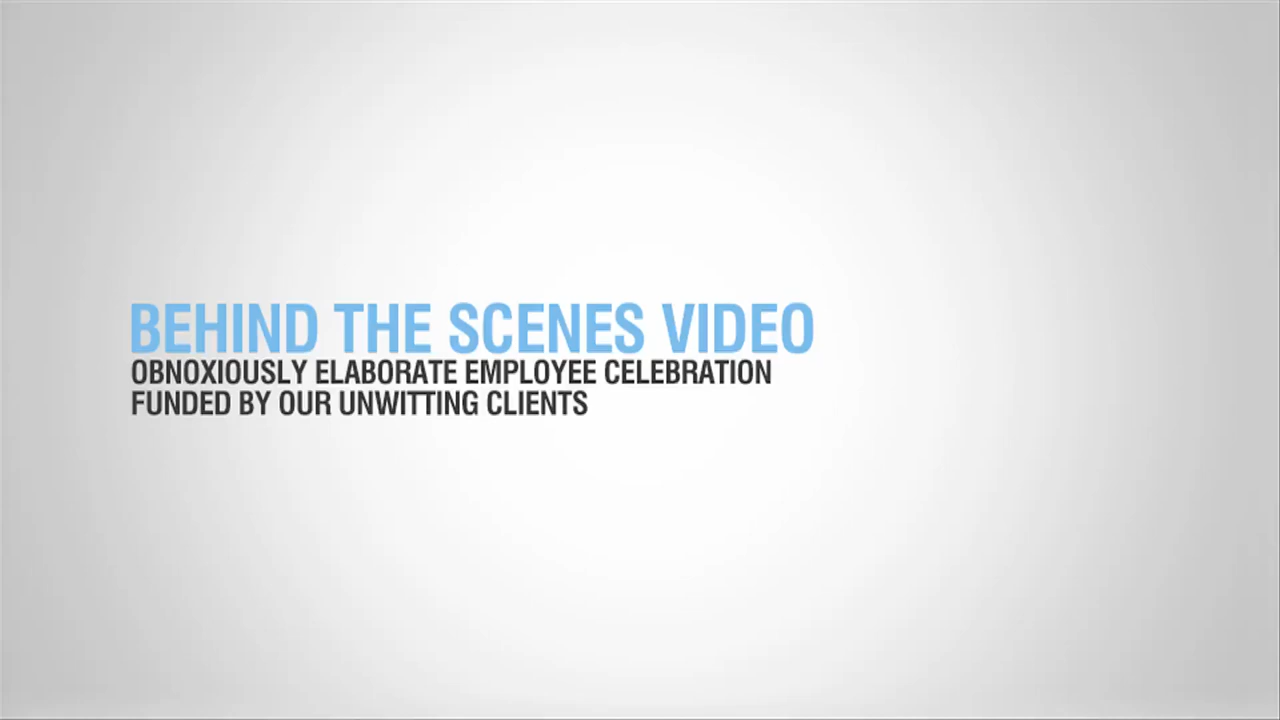 BEHIND THE SCENES VIDEO
OBNOXIOUSLY ELABORATE EMPLOYEE CELEBRATION
FUNDED BY OUR UNWITTING CLIENTS